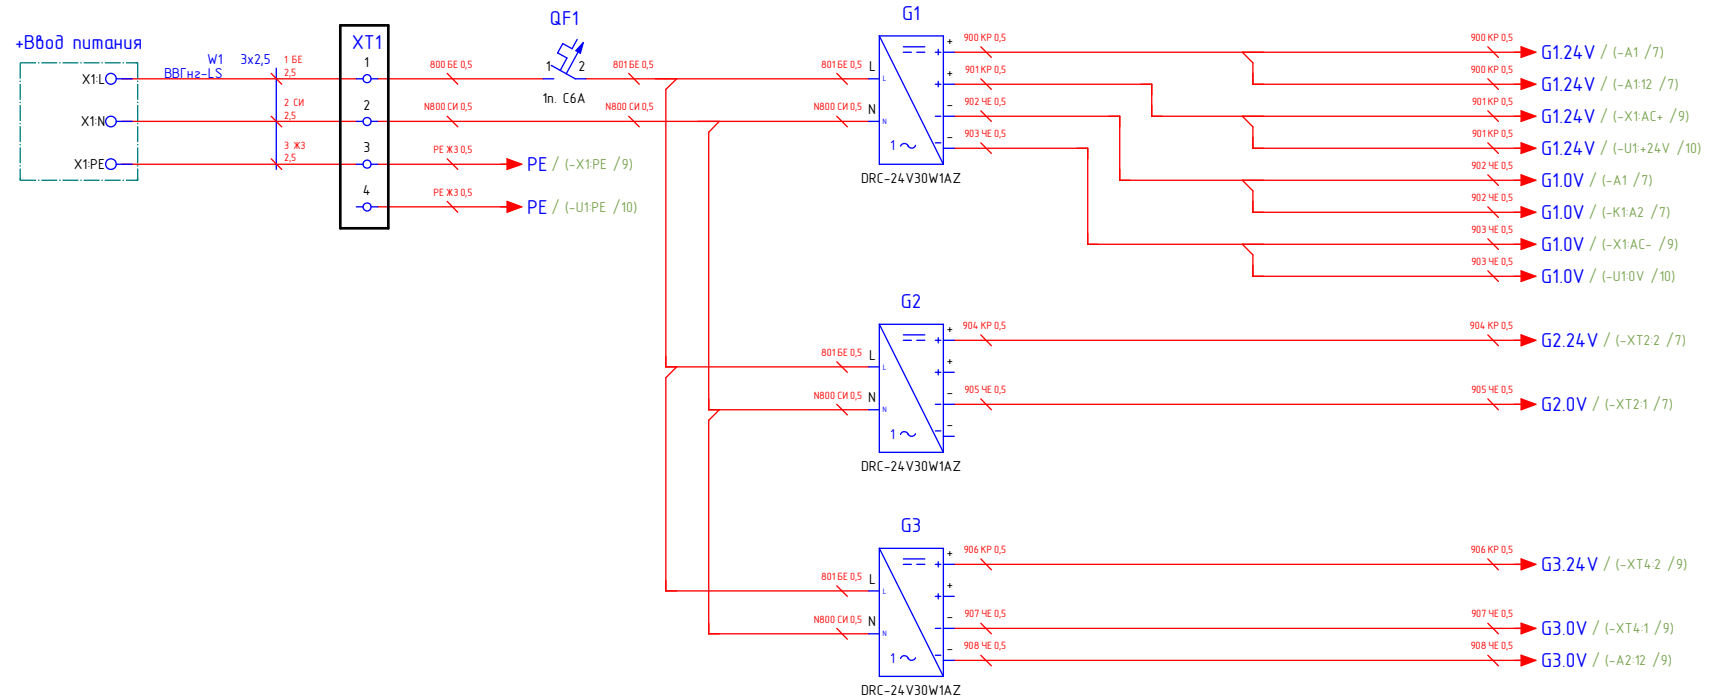 +Ввод питания
W1 3х2,5
ВВГнг-LS
X1:L
1 БЕ
2,5
X1:N
2 СИ
2,5
X1:PE
3 ЖЗ
2,5
XT1
1
2
3
4
800 БЕ 0,5
N800 СИ 0,5
PE ЖЗ 0,5
PE / (-X1:PE /9)
PE ЖЗ 0,5
PE / (-U1:PE /10)
QF1
1 2
1п. C6A
801 БЕ 0,5
N800 СИ 0,5
G1
801 БЕ 0,5 L
L
N800 СИ 0,5 N
N
+
+
+
+
-
-
-
-
1
DRC-24V30W1AZ
900 КР 0,5
901 КР 0,5
902 ЧЕ 0,5
903 ЧЕ 0,5
900 КР 0,5
G1.24V / (-A1 /7)
900 КР 0,5
G1.24V / (-A1:12 /7)
901 КР 0,5
G1.24V / (-X1:AC+ /9)
901 КР 0,5
G1.24V / (-U1:+24V /10)
902 ЧЕ 0,5
G1.0V / (-A1 /7)
902 ЧЕ 0,5
G1.0V / (-K1:A2 /7)
903 ЧЕ 0,5
G1.0V / (-X1:AC- /9)
903 ЧЕ 0,5
G1.0V / (-U1:0V /10)
G2
801 БЕ 0,5 L
L
N800 СИ 0,5 N
N
+
+
+
+
-
-
-
-
1
DRC-24V30W1AZ
904 КР 0,5
905 ЧЕ 0,5
904 КР 0,5
G2.24V / (-XT2:2 /7)
905 ЧЕ 0,5
G2.0V / (-XT2:1 /7)
G3
801 БЕ 0,5 L
L
N800 СИ 0,5 N
N
+
+
+
+
-
-
-
-
1
DRC-24V30W1AZ
906 КР 0,5
907 ЧЕ 0,5
908 ЧЕ 0,5
906 КР 0,5
G3.24V / (-XT4:2 /9)
907 ЧЕ 0,5
G3.0V / (-XT4:1 /9)
908 ЧЕ 0,5
G3.0V / (-A2:12 /9)